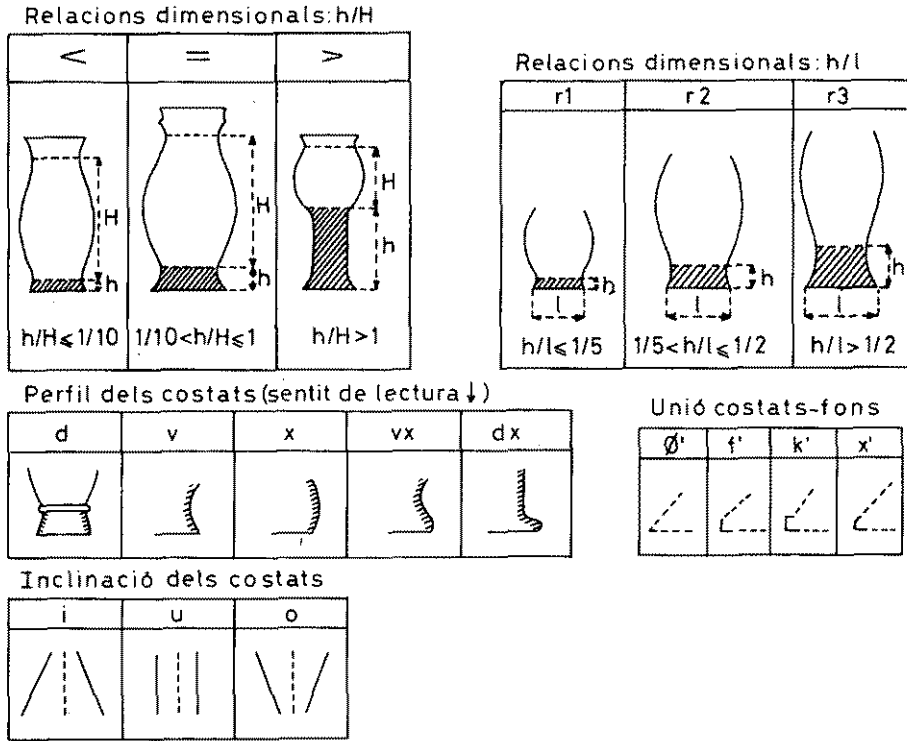 Relacions dimensionals: h/H
< = >
H h H h H h
h/H⩽1/10 1/10<h/H⩽1 h/H>1
Relacions dimensionals: h/l
r1 r2 r3
h l h l h l
h/l⩽1/5 1/5<h/l⩽1/2 h/l>1/2
Perfil dels costats (sentit de lectura ↓)
d v x vx dx
Unió costats-fons
Ø' f' k' x'
Inclinació dels costats
i u o